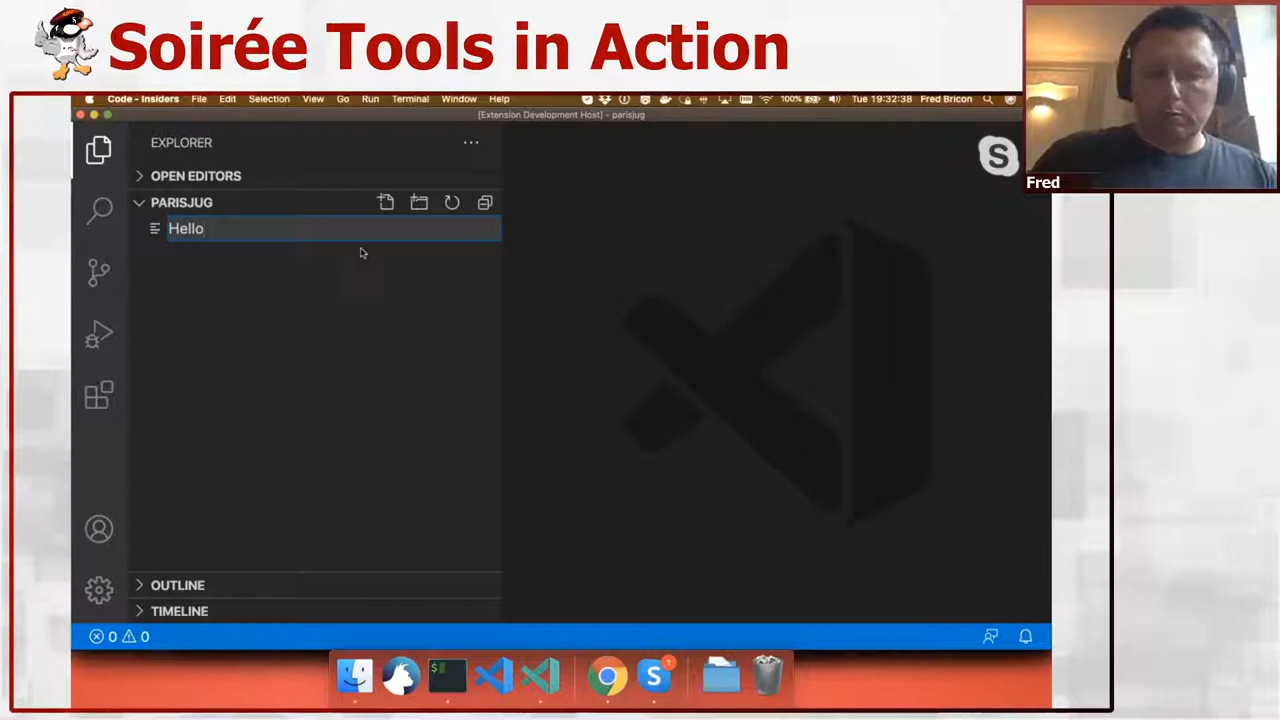 Soirée Tools in Action
Code - Insiders File Edit Selection View Go Run Terminal Window Help 100% Tue 19:32:38 Fred Bricon
[Extension Development Host] - parisjug
EXPLORER
OPEN EDITORS
PARISJUG
Hello
OUTLINE
TIMELINE
0 0
$
S
S
1
Fred